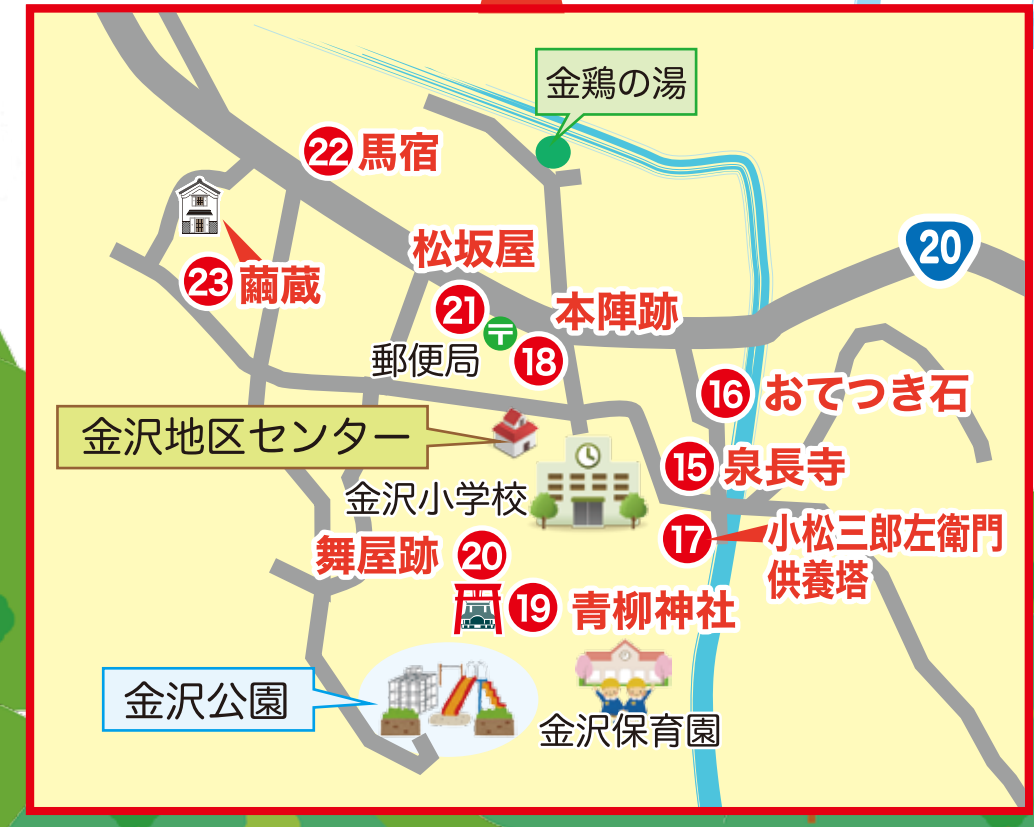 金鶏の湯
22 馬宿
20
松坂屋
23 繭蔵
21
本陣跡
〒
郵便局
18
16 おてつき石
金沢地区センター
15 泉長寺
金沢小学校
17 小松三郎左衛門
供養塔
舞屋跡 20
19 青柳神社
金沢公園
金沢保育園